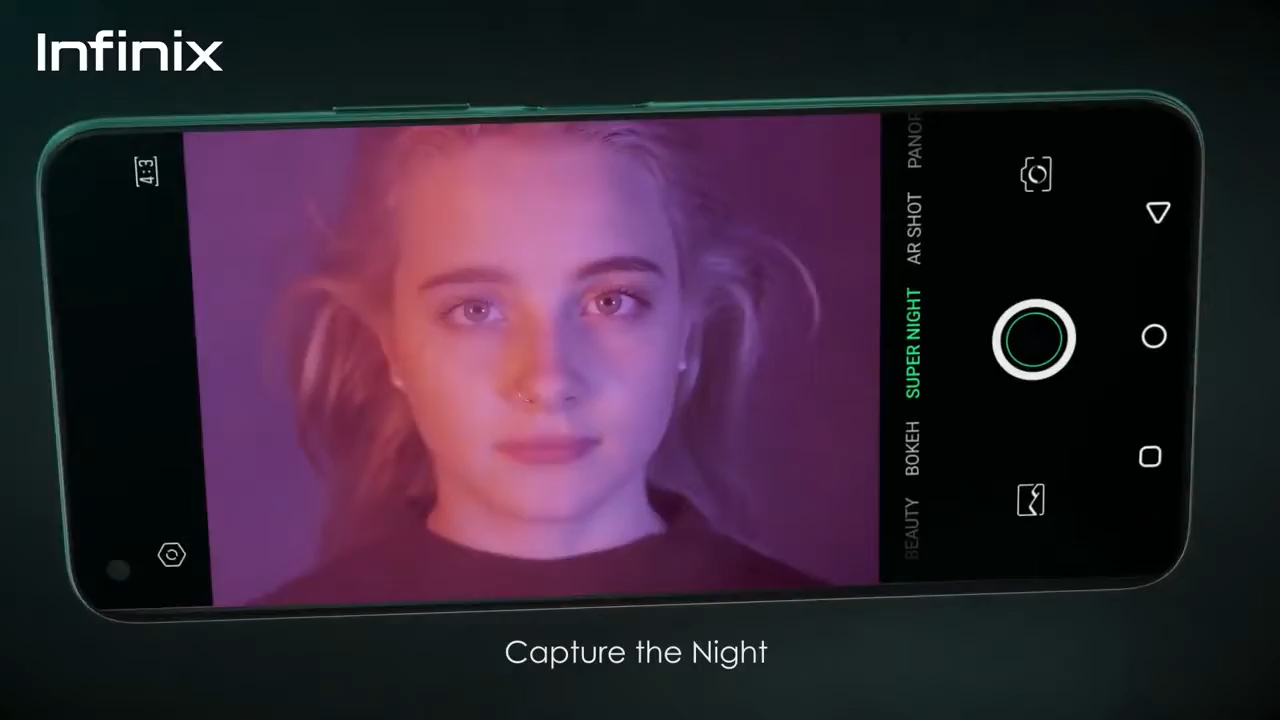 Infinix
4:3
PANOR
AR SHOT
SUPER NIGHT
BOKEH
BEAUTY
Capture the Night